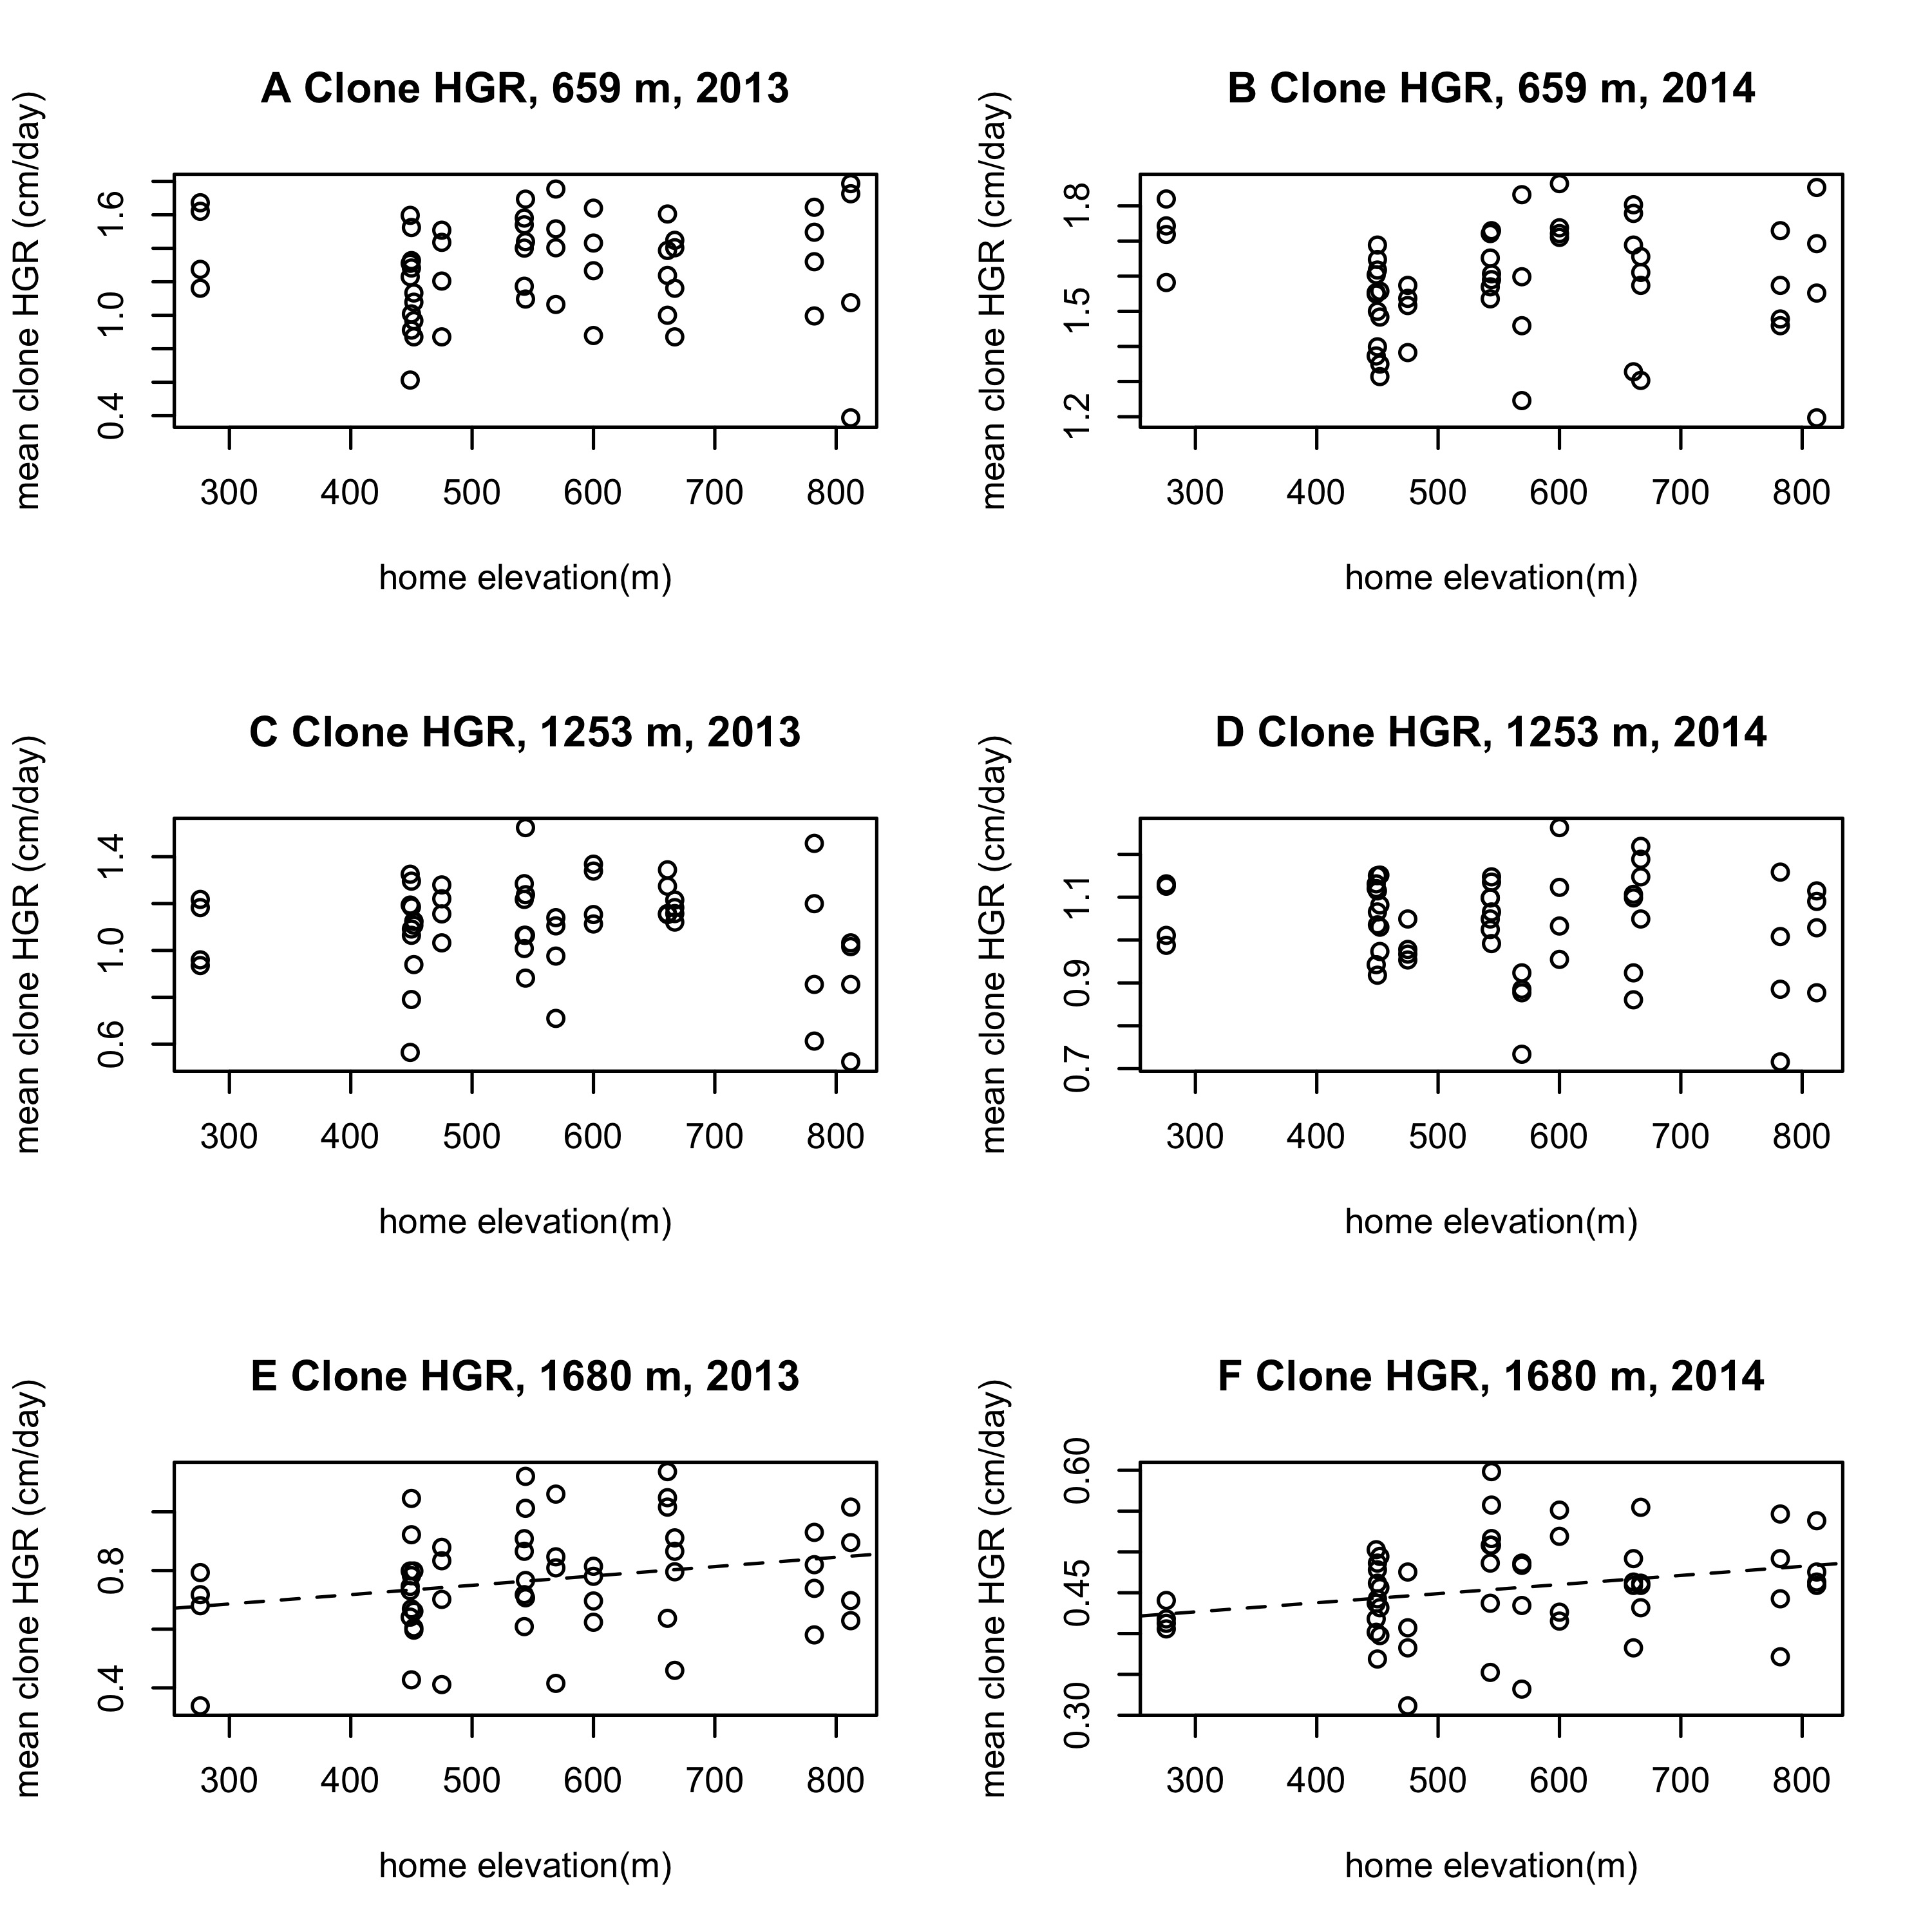 A Clone HGR, 659 m, 2013
mean clone HGR (cm/day)
1.6
1.0
0.4
300 400 500 600 700 800
home elevation(m)
B Clone HGR, 659 m, 2014
mean clone HGR (cm/day)
1.8
1.5
1.2
300 400 500 600 700 800
home elevation(m)
C Clone HGR, 1253 m, 2013
mean clone HGR (cm/day)
1.4
1.0
0.6
300 400 500 600 700 800
home elevation(m)
D Clone HGR, 1253 m, 2014
mean clone HGR (cm/day)
1.1
0.9
0.7
300 400 500 600 700 800
home elevation(m)
E Clone HGR, 1680 m, 2013
mean clone HGR (cm/day)
0.8
0.4
300 400 500 600 700 800
home elevation(m)
F Clone HGR, 1680 m, 2014
mean clone HGR (cm/day)
0.60
0.45
0.30
300 400 500 600 700 800
home elevation(m)